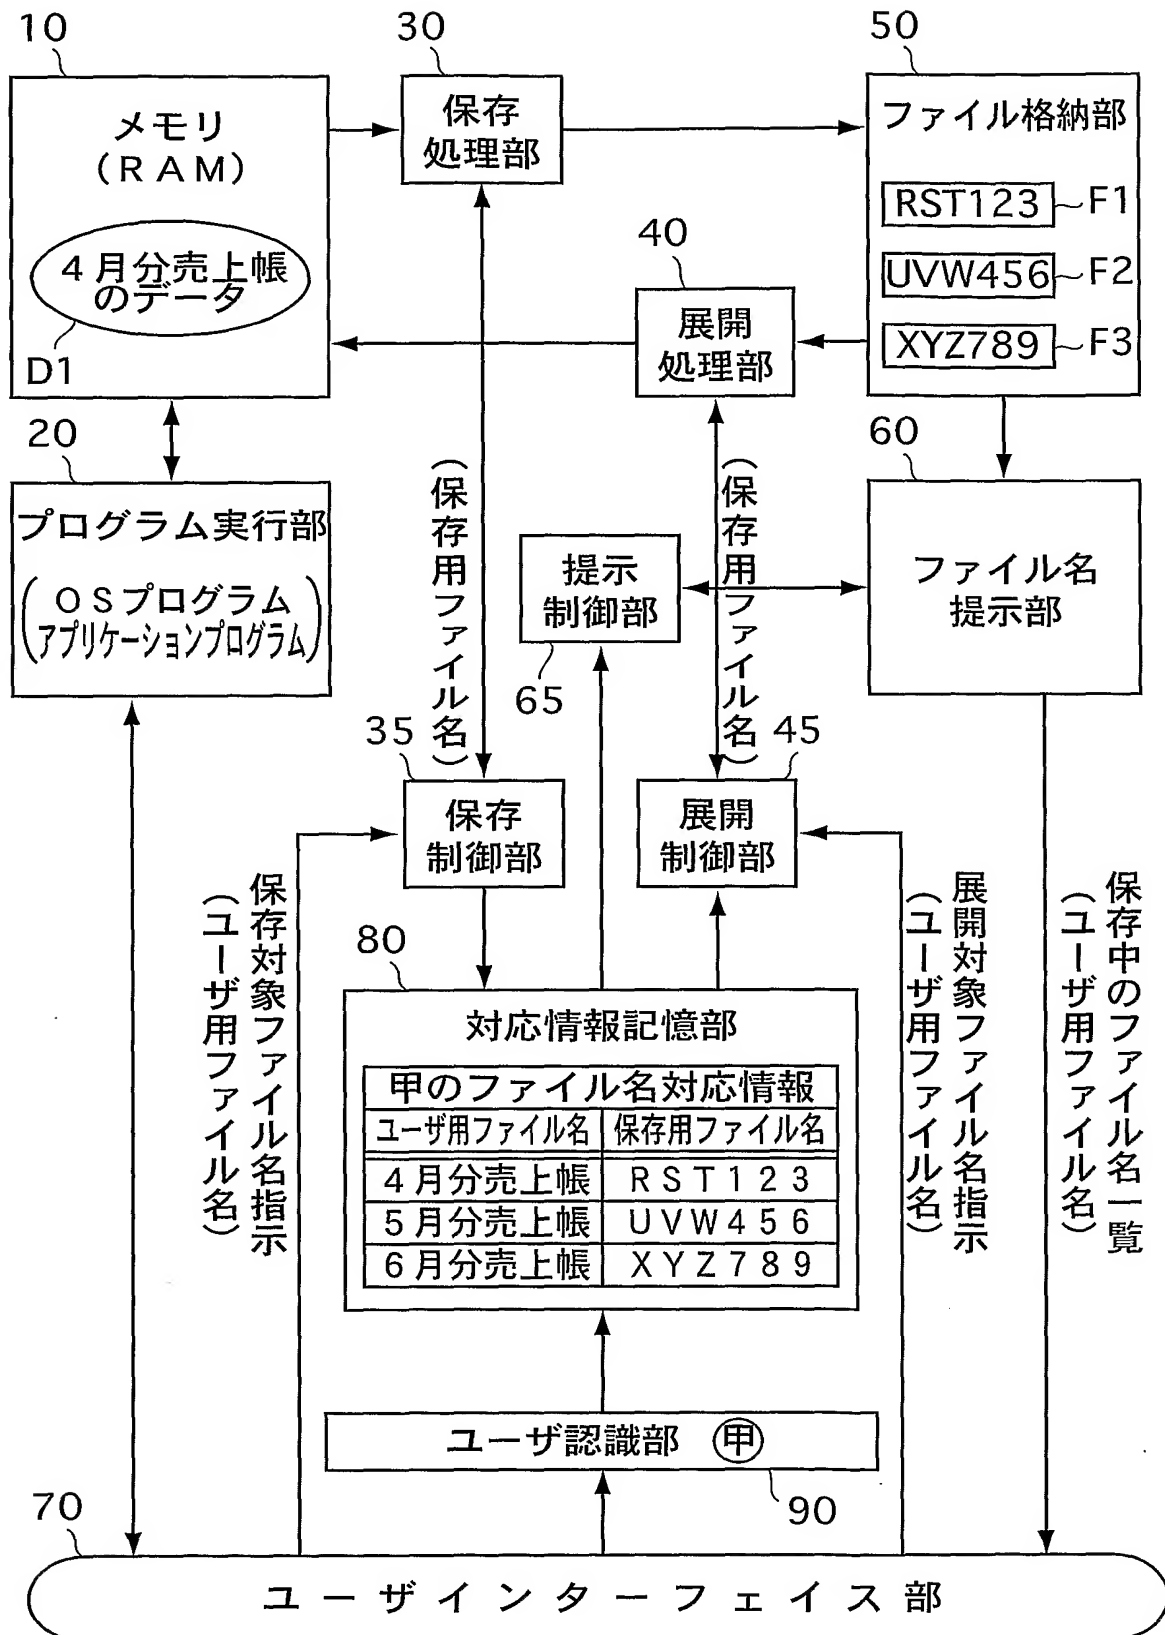 10
30
50
メモリ
(RAM)
4月分売上帳
のデータ
D1
保存
処理部
ファイル格納部
RST123
F1
UVW456
F2
XYZ789
F3
40
展開
処理部
20
プログラム実行部
OSプログラム
アプリケーションプログラム
(保存用ファイル名)
(保存用ファイル名)
60
提示
制御部
65
ファイル名
提示部
35
保存
制御部
45
展開
制御部
保存対象ファイル名指示
(ユーザ用ファイル名)
展開対象ファイル名指示
(ユーザ用ファイル名)
保存中のファイル名一覧
(ユーザ用ファイル名)
80
対応情報記憶部
甲のファイル名対応情報
ユーザ用ファイル名 保存用ファイル名
4月分売上帳 RST123
5月分売上帳 UVW456
6月分売上帳 XYZ789
ユーザ認識部 甲
90
70
ユーザインターフェイス部